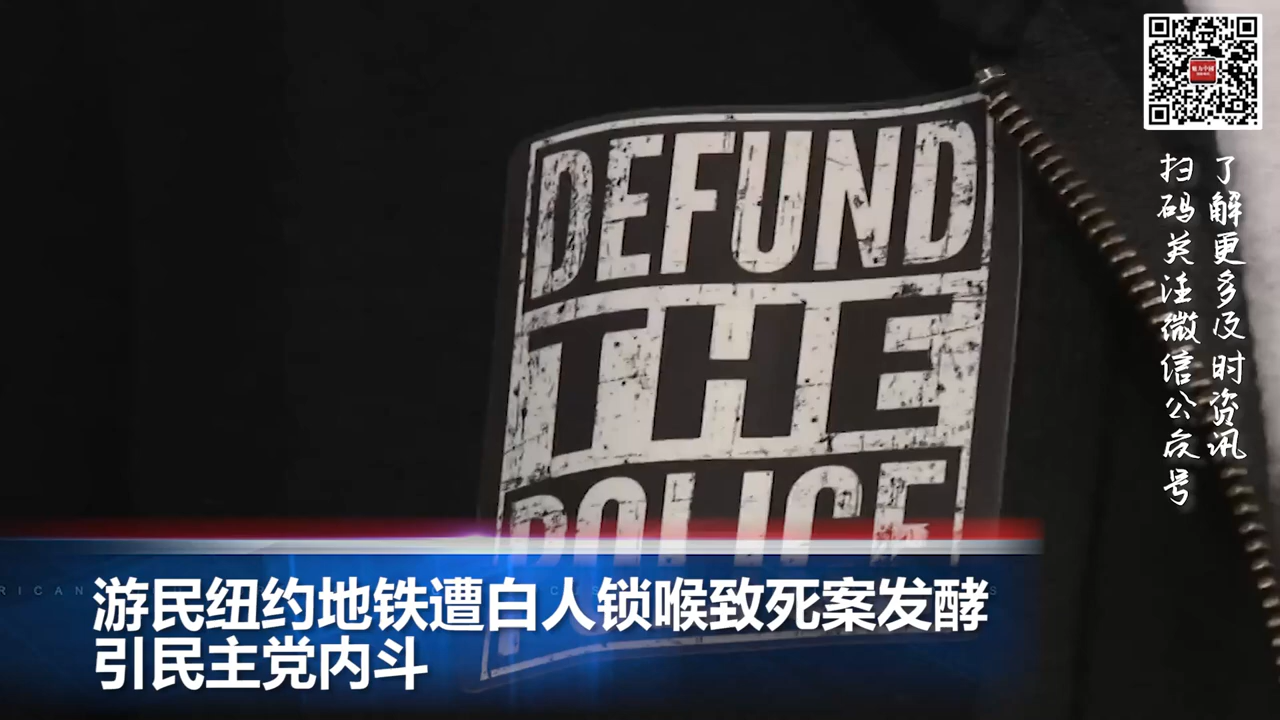 DEFUND
THE
POLICE
了解更多及时资讯
扫码关注微信公众号
游民纽约地铁遭白人锁喉致死案发酵
引民主党内斗